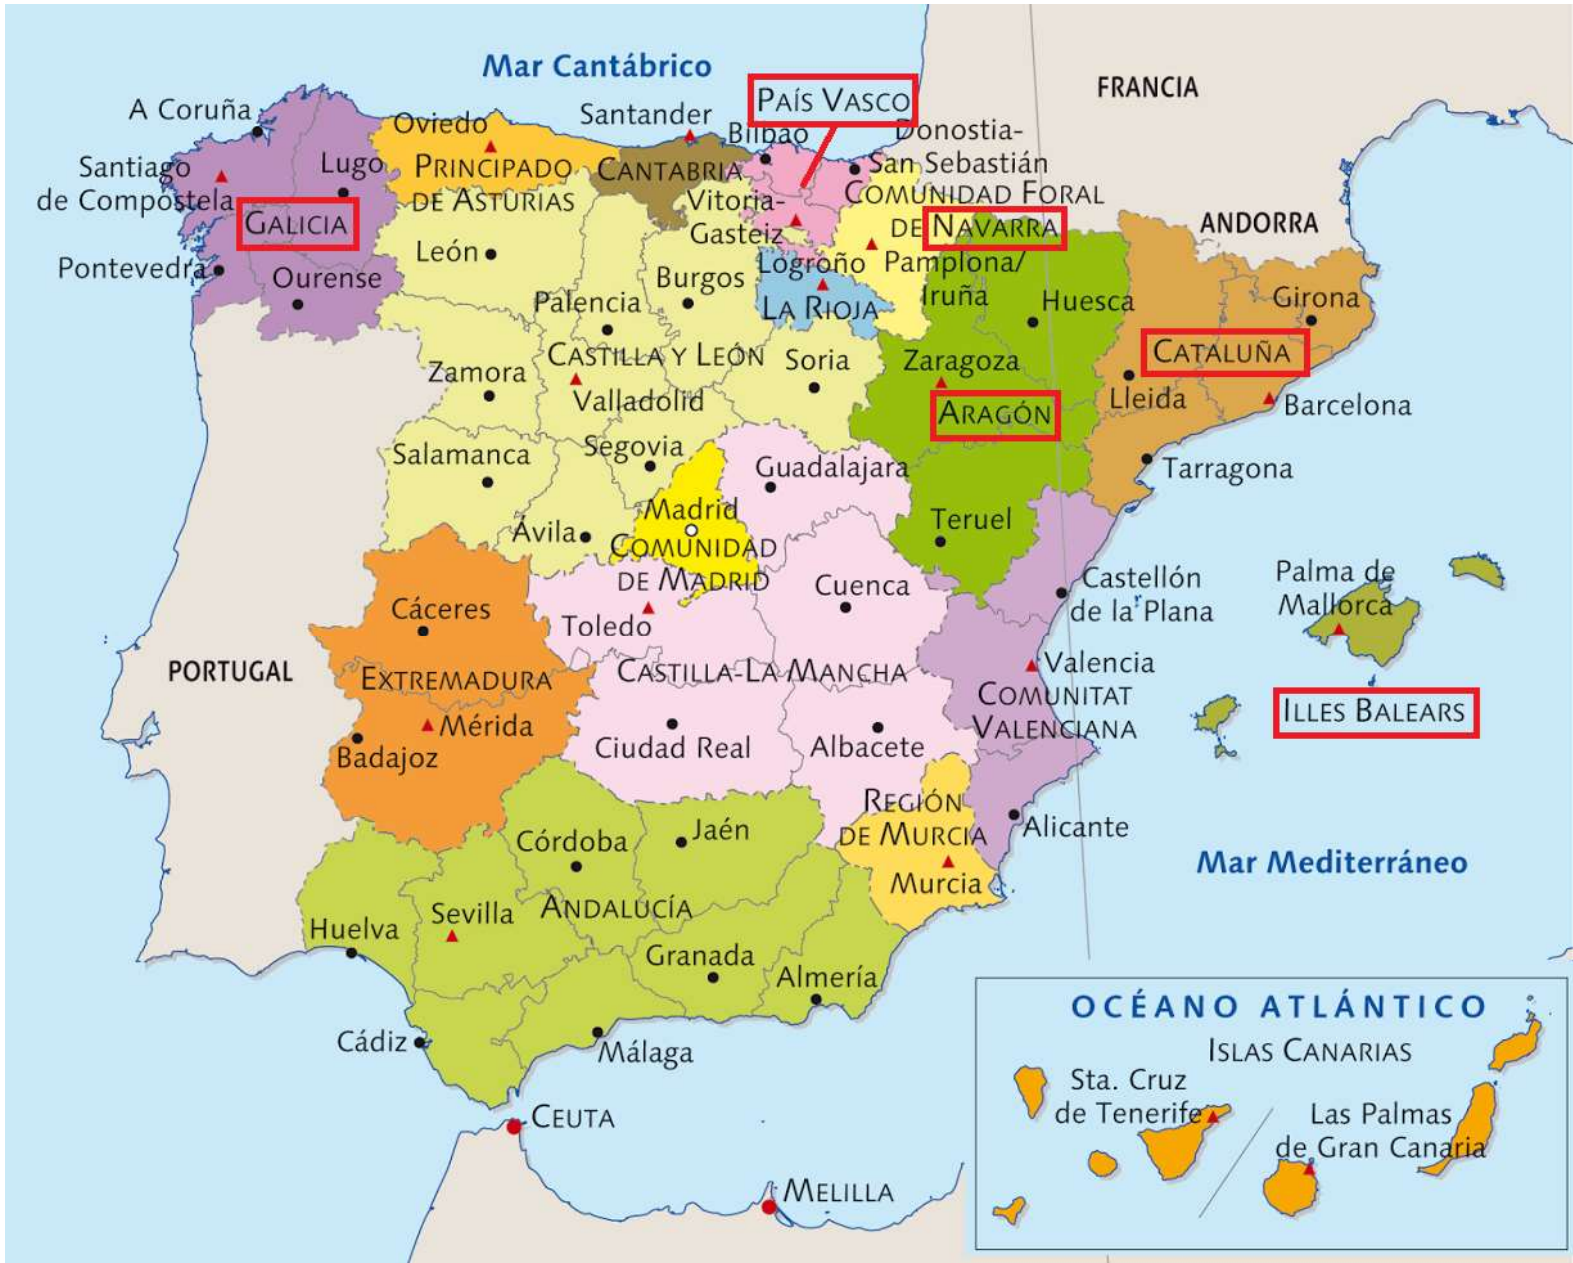 Mar Cantábrico
FRANCIA
PAÍS VASCO
A Coruña
Oviedo
Santander
Bilbao
Donostia-
San Sebastián
Santiago
de Compostela
Lugo
PRINCIPADO
DE ASTURIAS
CANTABRIA
Vitoria-
Gasteiz
COMUNIDAD FORAL
DE NAVARRA
ANDORRA
GALICIA
León
Pontevedra
Ourense
Burgos
Logroño
Pamplona/
Iruña
Palencia
LA RIOJA
Huesca
Girona
CASTILLA Y LEÓN
Soria
Zaragoza
CATALUÑA
Zamora
Valladolid
ARAGÓN
Lleida
Barcelona
Salamanca
Segovia
Guadalajara
Tarragona
Madrid
Ávila
COMUNIDAD
DE MADRID
Teruel
Cuenca
Castellón
de la Plana
Palma de
Mallorca
Cáceres
Toledo
PORTUGAL
EXTREMADURA
CASTILLA-LA MANCHA
Valencia
COMUNITAT
VALENCIANA
ILLES BALEARS
Mérida
Badajoz
Ciudad Real
Albacete
REGIÓN
DE MURCIA
Alicante
Córdoba
Jaén
Mar Mediterráneo
Murcia
Huelva
Sevilla
ANDALUCÍA
Granada
Almería
Cádiz
Málaga
CEUTA
MELILLA
OCÉANO ATLÁNTICO
ISLAS CANARIAS
Sta. Cruz
de Tenerife
Las Palmas
de Gran Canaria